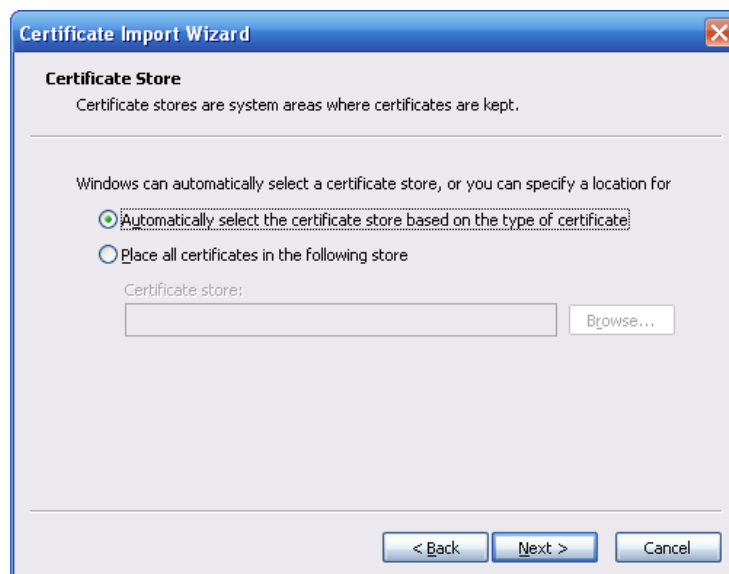 Certificate Import Wizard
Certificate Store
Certificate stores are system areas where certificates are kept.
Windows can automatically select a certificate store, or you can specify a location for
Automatically select the certificate store based on the type of certificate
Place all certificates in the following store
Certificate store:
Browse...
< Back
Next >
Cancel